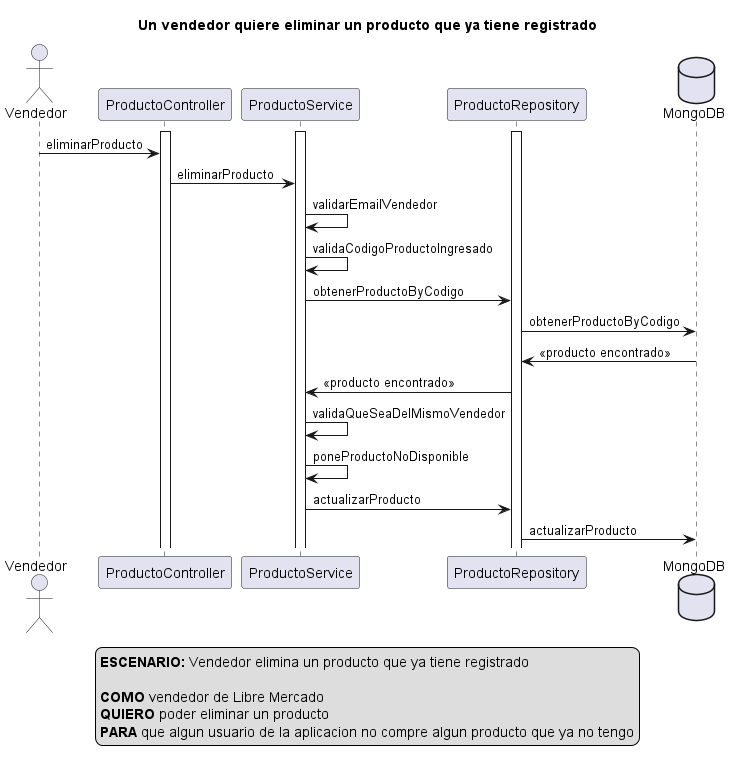 Un vendedor quiere eliminar un producto que ya tiene registrado
Vendedor
ProductoController
ProductoService
ProductoRepository
MongoDB
eliminarProducto
eliminarProducto
validarEmailVendedor
validaCodigoProductoIngresado
obtenerProductoByCodigo
obtenerProductoByCodigo
«producto encontrado»
«producto encontrado»
validaQueSeaDelMismoVendedor
poneProductoNoDisponible
actualizarProducto
actualizarProducto
Vendedor
ProductoController
ProductoService
ProductoRepository
MongoDB
ESCENARIO: Vendedor elimina un producto que ya tiene registrado
COMO vendedor de Libre Mercado
QUIERO poder eliminar un producto
PARA que algun usuario de la aplicacion no compre algun producto que ya no tengo